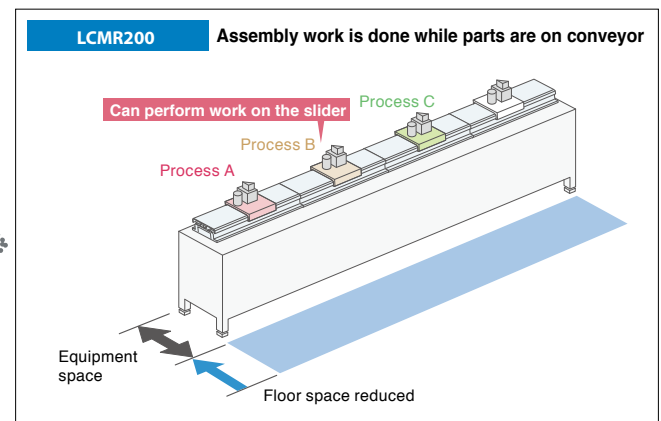 LCMR200
Assembly work is done while parts are on conveyor
Can perform work on the slider
Process C
Process B
Process A
Equipment
space
Floor space reduced